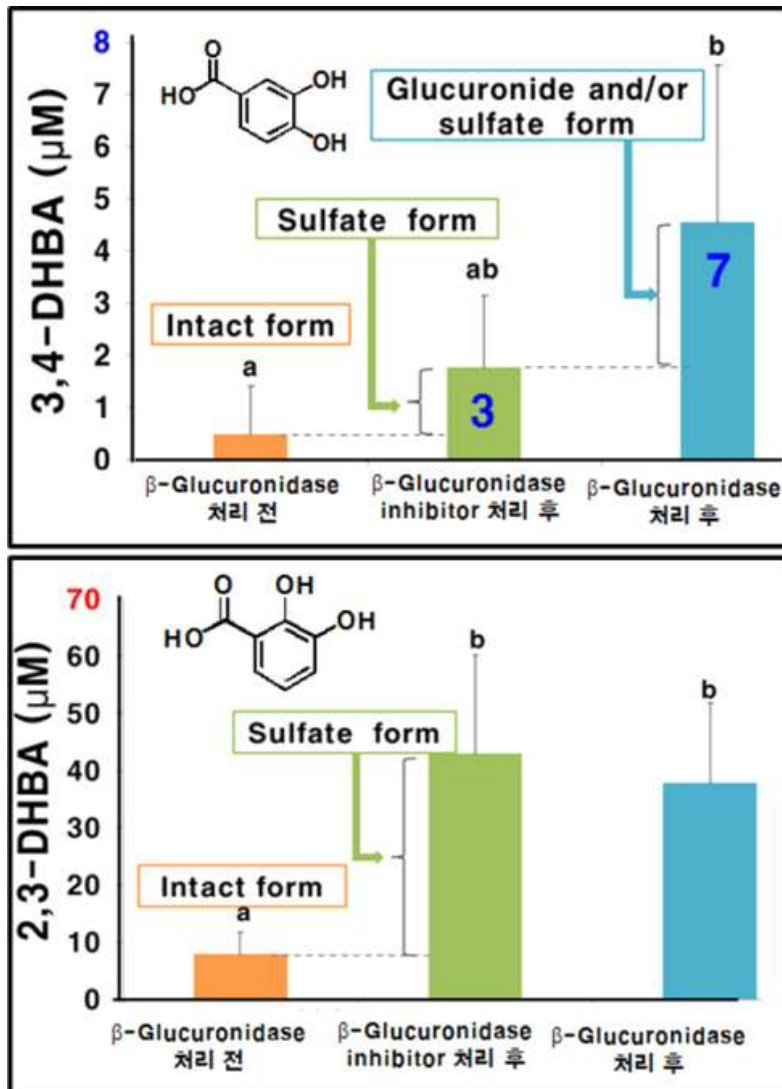 8
7
6
5
4
3
2
1
0
3,4-DHBA (μM)
O
HO
OH
OH
Glucuronide and/or
sulfate form
b
Sulfate form
ab
Intact form
a
3
7
β-Glucuronidase
처리 전
β-Glucuronidase
inhibitor 처리 후
β-Glucuronidase
처리 후
70
60
50
40
30
20
10
0
2,3-DHBA (μM)
O
OH
HO
OH
b
b
Sulfate form
Intact form
a
β-Glucuronidase
처리 전
β-Glucuronidase
inhibitor 처리 후
β-Glucuronidase
처리 후